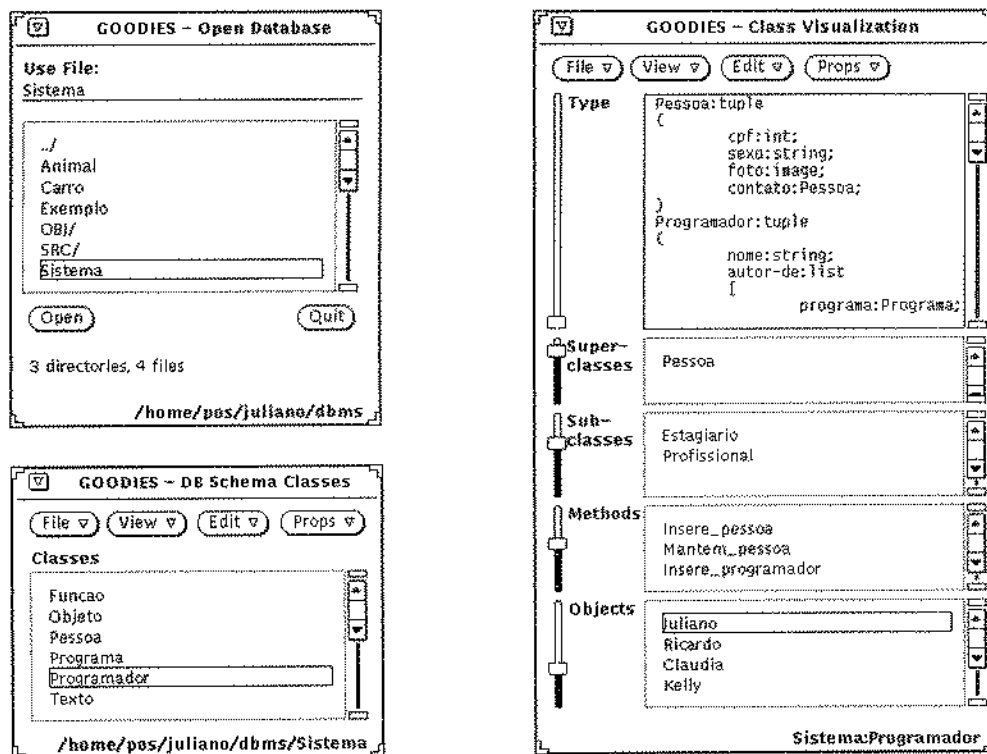 GOODIES - Open Database
Use File:
Sistema
../
Animal
Carro
Exemplo
OBJ/
SRC/
Sistema
Open
Quit
3 directories, 4 files
/home/pos/juliano/dbms
GOODIES - DB Schema Classes
File View Edit Props
Classes
Funcao
Objeto
Pessoa
Programa
Programador
Texto
/home/pos/juliano/dbms/Sistema
GOODIES - Class Visualization
File View Edit Props
Type
Pessoa:tuple
{
cpf:int;
sexo:string;
foto:image;
contato:Pessoa;
}
Programador:tuple
{
nome:string;
autor-de:list
[
programa:Programa;
Super-
classes
Pessoa
Sub-
classes
Estagiario
Profissional
Methods
Insere_pessoa
Mantem_pessoa
Insere_programador
Objects
Juliano
Ricardo
Claudia
Kelly
Sistema:Programador